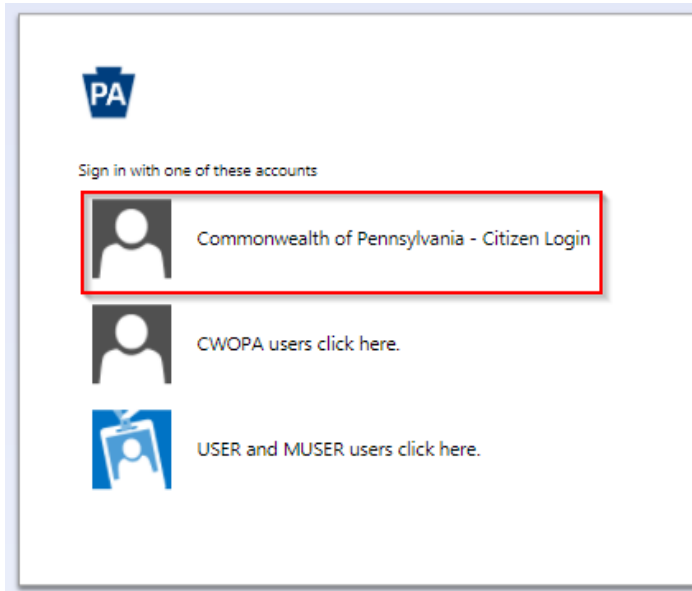 PA
Sign in with one of these accounts
Commonwealth of Pennsylvania - Citizen Login
CWOPA users click here.
USER and MUSER users click here.